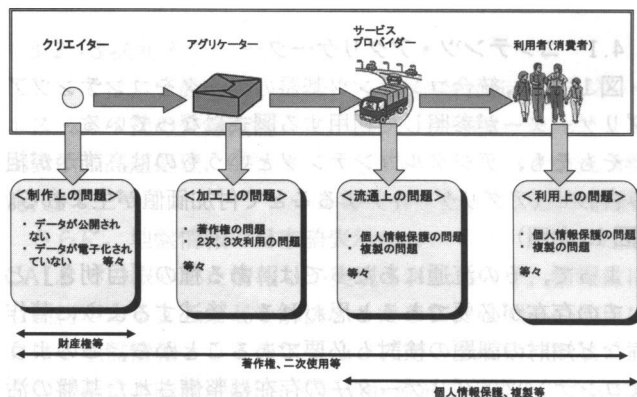 クリエイター
アグリゲーター
サービス
プロバイダー
利用者(消費者)
<制作上の問題>
・ データが公開され
ない
・ データが電子化され
ていない 等々
<加工上の問題>
著作権の問題
2次、3次利用の問題
等々
<流通上の問題>
・ 個人情報保護の問題
・ 複製の問題
等々
<利用上の問題>
・ 個人情報保護の問題
・ 複製の問題
等々
財産権等
著作権、二次使用等
個人情報保護、複製等